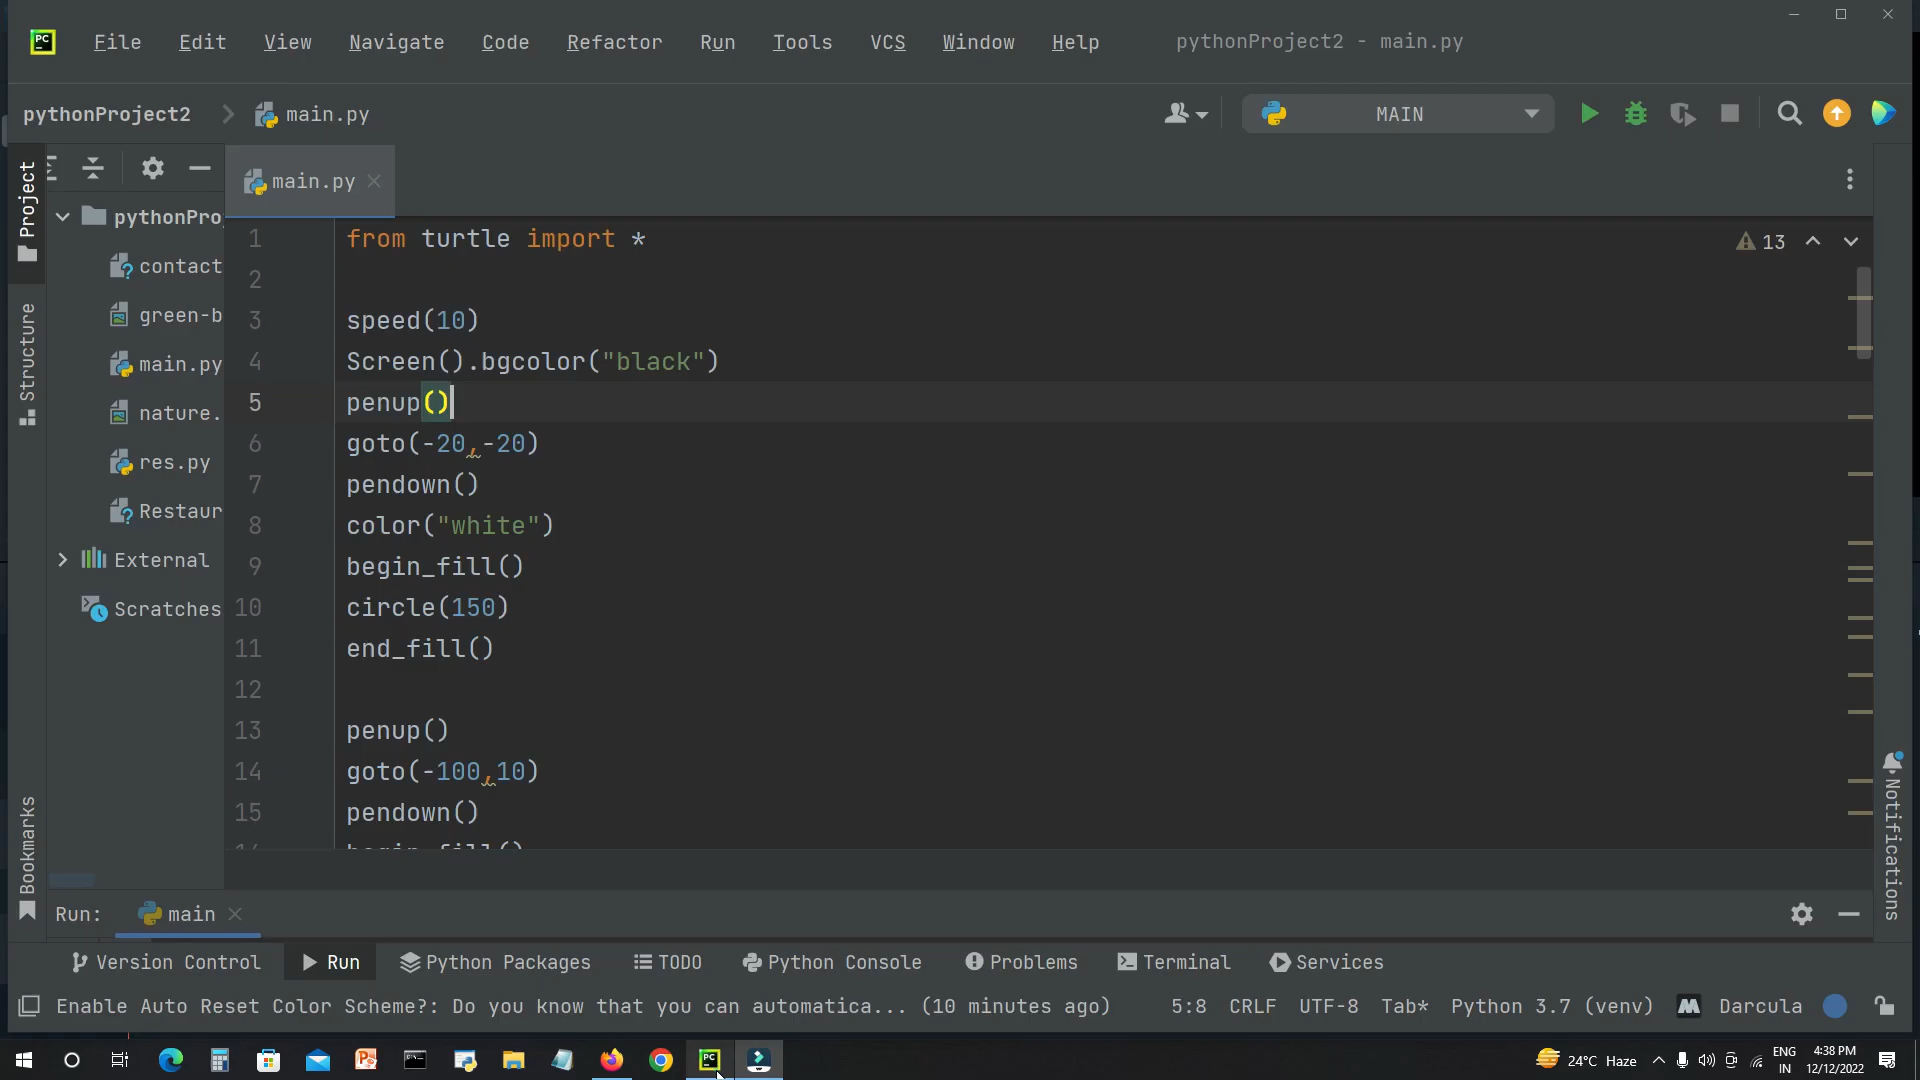 PC File Edit View Navigate Code Refactor Run Tools VCS Window Help pythonProject2 - main.py
pythonProject2 main.py MAIN
Project
Structure
Bookmarks
pythonPro
contact
green-b
main.py
nature.
res.py
Restaur
External
Scratches
main.py
13
1 from turtle import *
2
3 speed(10)
4 Screen().bgcolor("black")
5 penup()
6 goto(-20,-20)
7 pendown()
8 color("white")
9 begin_fill()
10 circle(150)
11 end_fill()
12
13 penup()
14 goto(-100,10)
15 pendown()
begin_fill()
Notifications
Run: main
Version Control Run Python Packages TODO Python Console Problems Terminal Services
Enable Auto Reset Color Scheme?: Do you know that you can automatica... (10 minutes ago) 5:8 CRLF UTF-8 Tab* Python 3.7 (venv) Darcula
PC 24°C Haze ENG IN 4:38 PM 12/12/2022